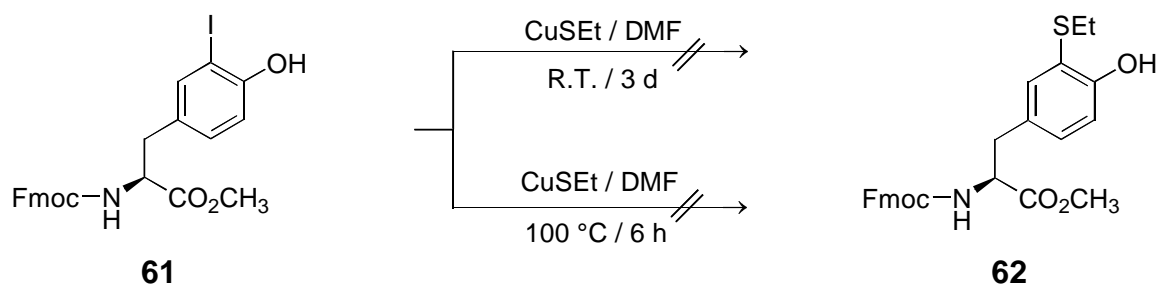 I
OH
Fmoc
N
H
CO2CH3
61
CuSEt / DMF
R.T. / 3 d
CuSEt / DMF
100 °C / 6 h
SEt
OH
Fmoc
N
H
CO2CH3
62